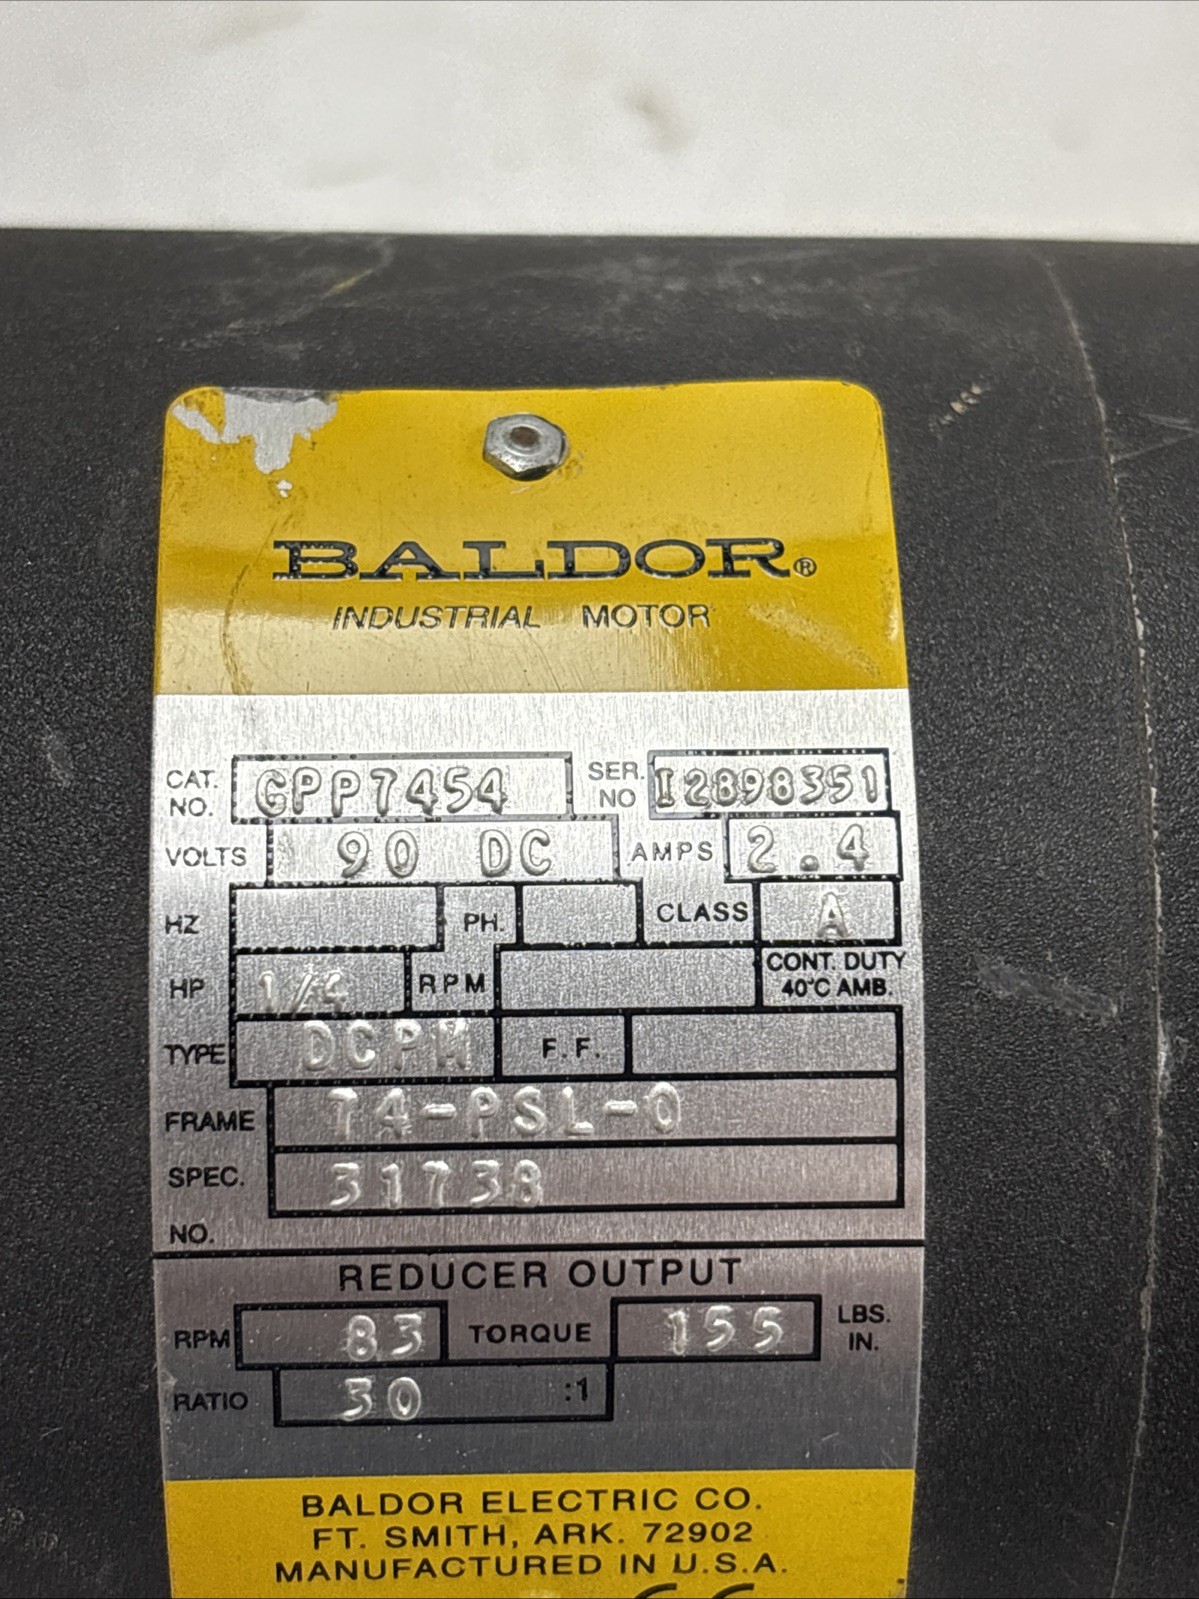 BALDOR®
INDUSTRIAL MOTOR
CAT. NO. GPP7454 SER. NO I2898351
VOLTS 90 DC AMPS 2.4
HZ PH. CLASS A
HP 1/4 RPM CONT. DUTY 40°C AMB.
TYPE DCPM F.F.
FRAME 74-PSL-0
SPEC. NO. 31738
REDUCER OUTPUT
RPM 83 TORQUE 155 LBS. IN.
RATIO 30 :1
BALDOR ELECTRIC CO.
FT. SMITH, ARK. 72902
MANUFACTURED IN U.S.A.